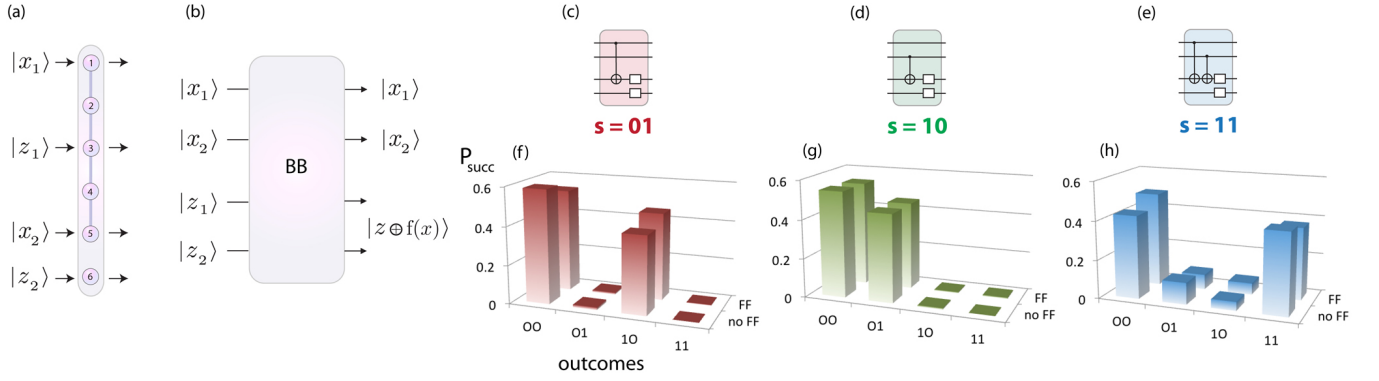 (a)
|x₁⟩
|z₁⟩
|x₂⟩
|z₂⟩
1
2
3
4
5
6
(b)
|x₁⟩ |x₁⟩
|x₂⟩ |x₂⟩
BB
|z₁⟩
|z ⊕ f(x)⟩
|z₂⟩
(c)
s = 01
(d)
s = 10
(e)
s = 11
(f)
Psucc
0.6
0.4
0.2
0
OO O1 1O 11
FF
no FF
outcomes
(g)
0.6
0.4
0.2
0
OO O1 1O 11
FF
no FF
(h)
0.6
0.4
0.2
0
OO O1 1O 11
FF
no FF